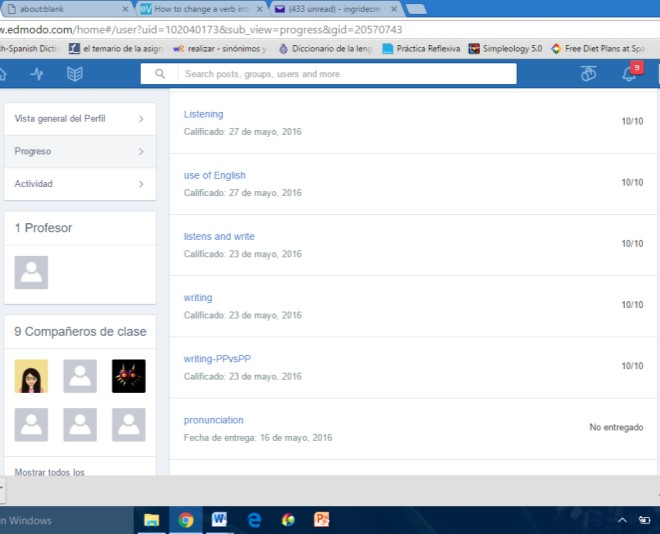 about:blank
How to change a verb int
(433 unread) - ingridecm
w.edmodo.com/home#/user?uid=102040173&sub_view=progress&gid=20570743
sh-Spanish Dictic
el temario de la asign
realizar - sinónimos y
Diccionario de la leng
Práctica Reflexiva
Simpleology 5.0
Free Diet Plans at Spa
Search posts, groups, users and more
9
Vista general del Perfil
Progreso
Actividad
1 Profesor
9 Compañeros de clase
Mostrar todos los
Listening
Calificado: 27 de mayo, 2016
10/10
use of English
Calificado: 27 de mayo, 2016
10/10
listens and write
Calificado: 23 de mayo, 2016
10/10
writing
Calificado: 23 de mayo, 2016
10/10
writing-PPvsPP
Calificado: 23 de mayo, 2016
10/10
pronunciation
Fecha de entrega: 16 de mayo, 2016
No entregado
en Windows